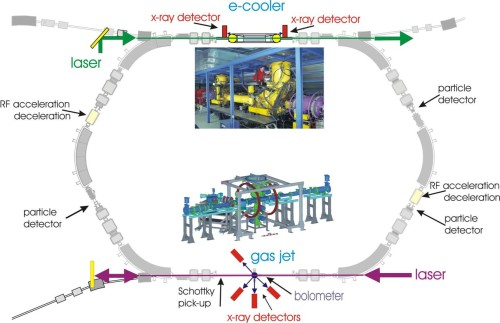 e-cooler
x-ray detector
x-ray detector
laser
RF acceleration
deceleration
particle
detector
RF acceleration
deceleration
particle
detector
particle
detector
gas jet
laser
Schottky
pick-up
bolometer
x-ray detectors